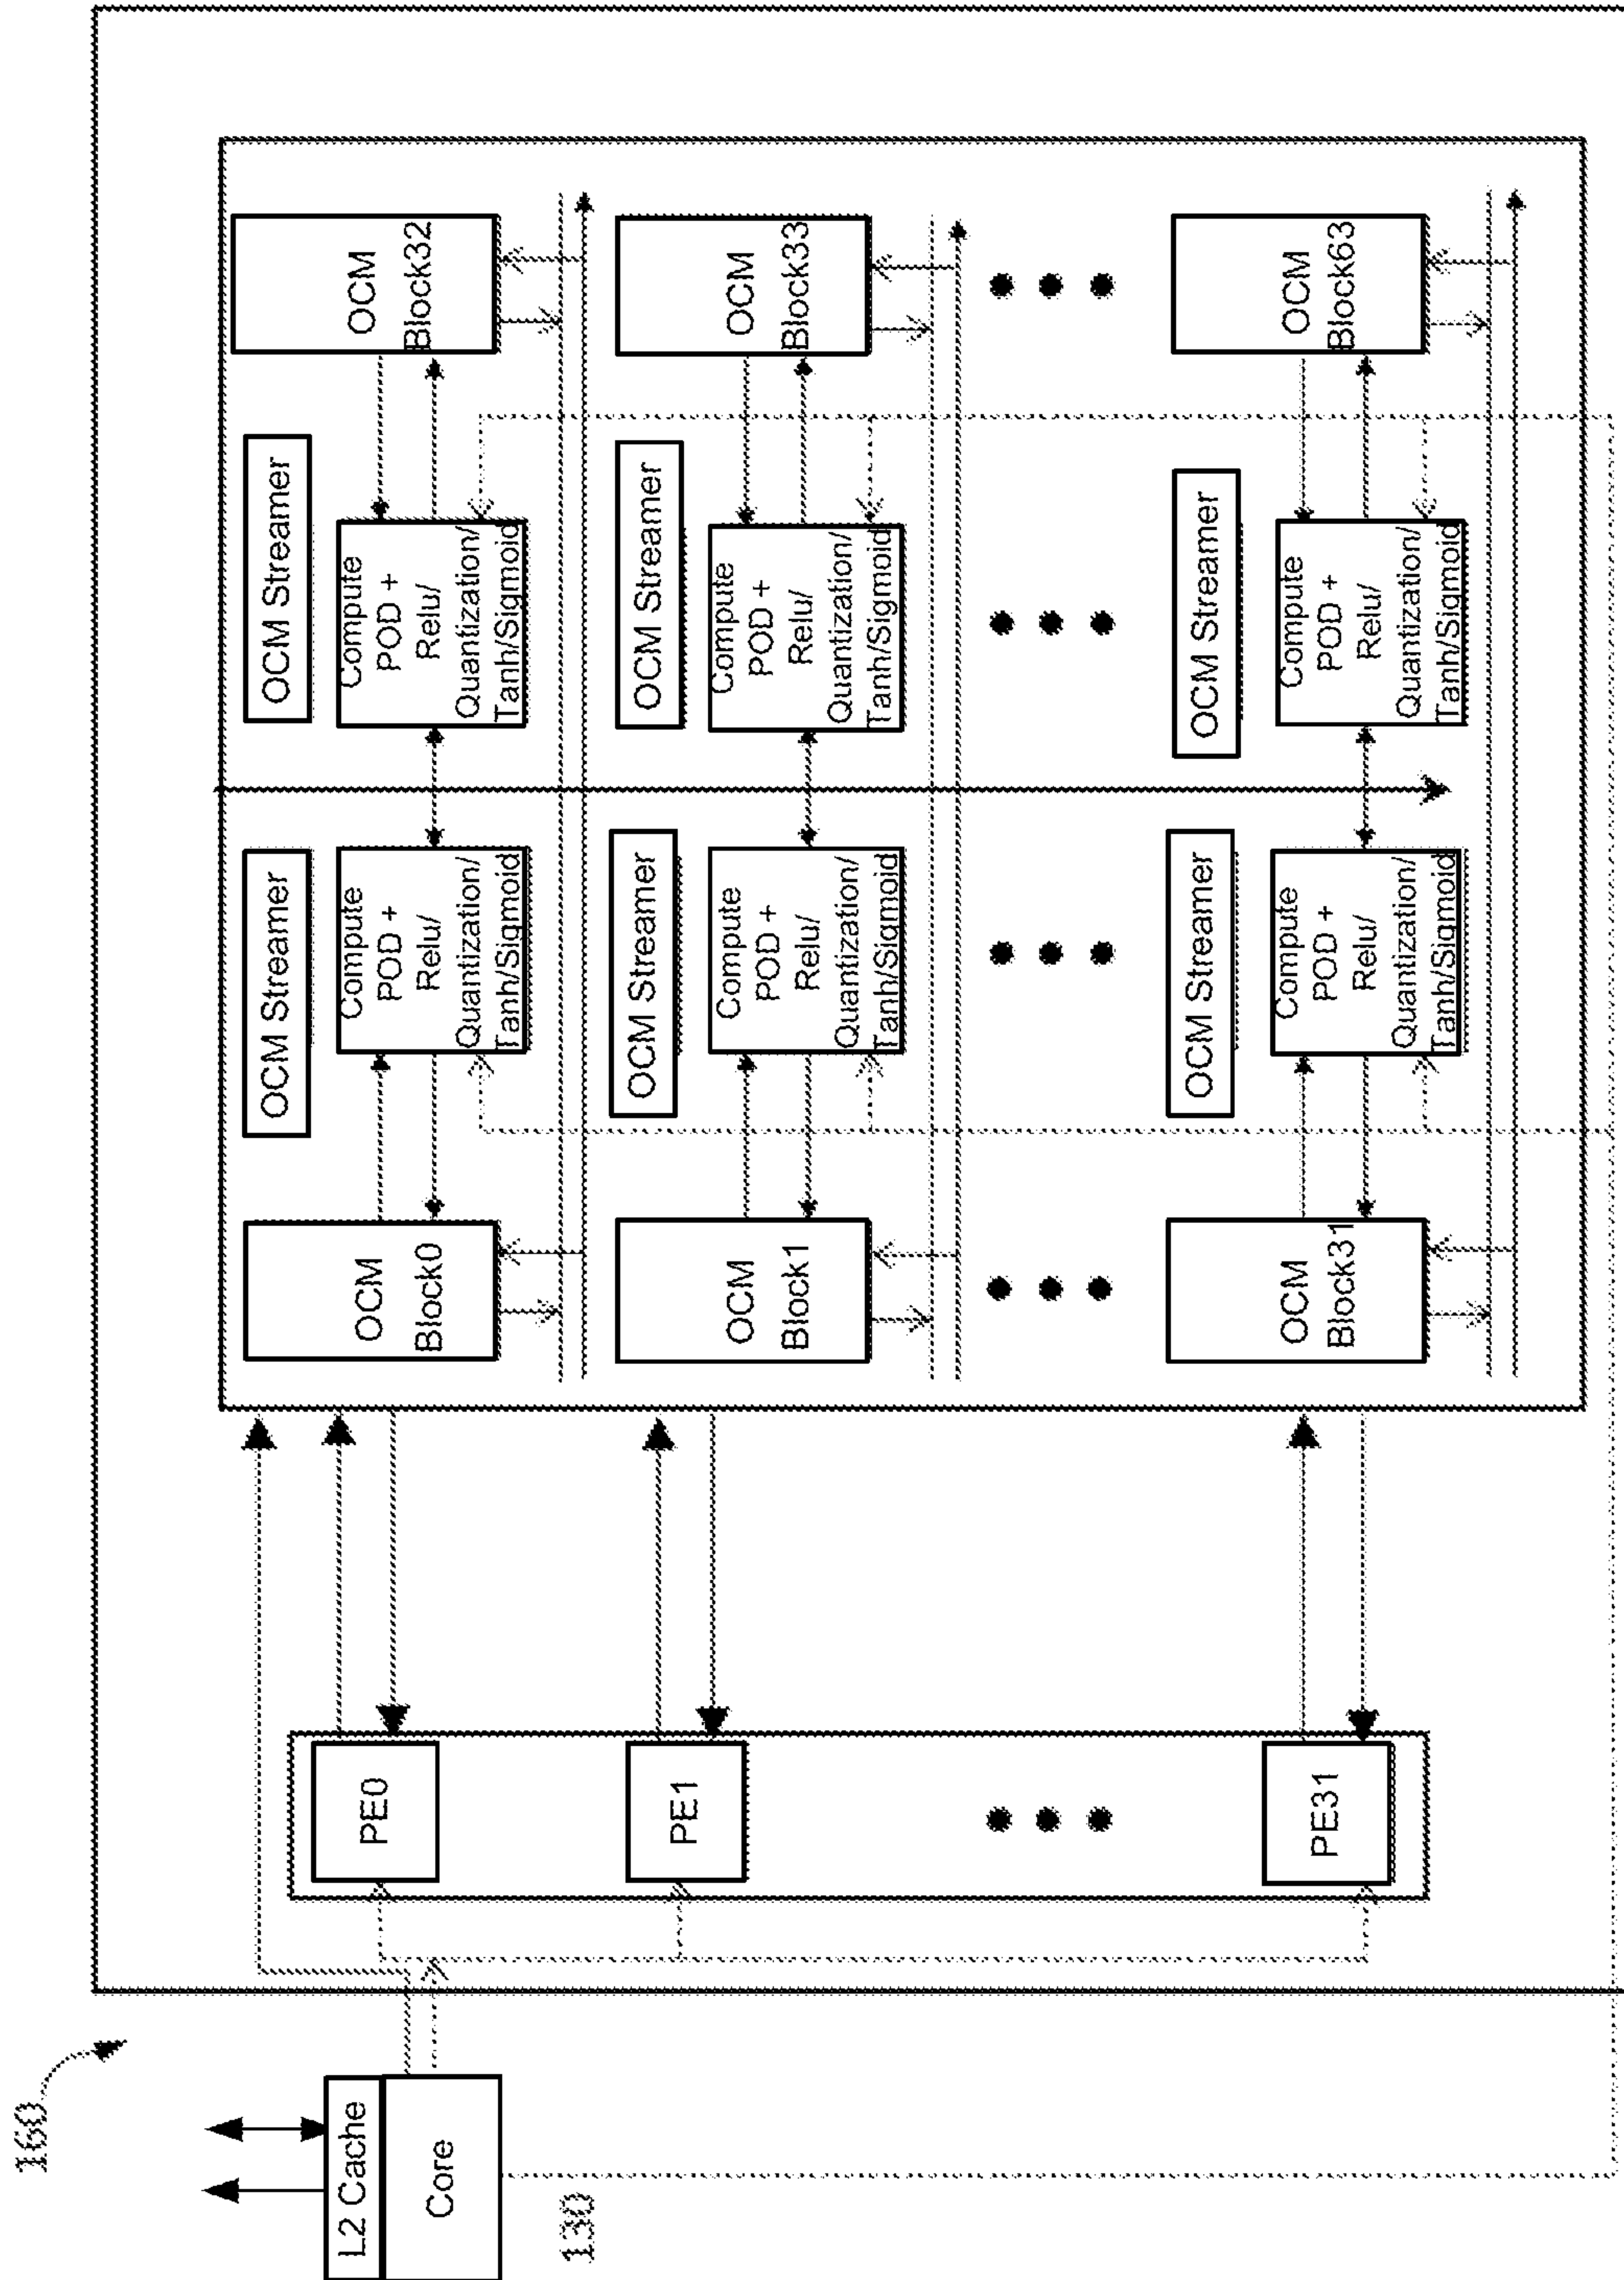 160
L2 Cache
Core
130
PE0
PE1
PE31
OCM
Block0
OCM
Block1
OCM
Block31
OCM Streamer
Compute
POD +
Relu/
Quantization/
Tanh/Sigmoid
OCM Streamer
Compute
POD +
Relu/
Quantization/
Tanh/Sigmoid
OCM Streamer
Compute
POD +
Relu/
Quantization/
Tanh/Sigmoid
OCM Streamer
Compute
POD +
Relu/
Quantization/
Tanh/Sigmoid
OCM Streamer
Compute
POD +
Relu/
Quantization/
Tanh/Sigmoid
OCM Streamer
Compute
POD +
Relu/
Quantization/
Tanh/Sigmoid
OCM
Block32
OCM
Block33
OCM
Block63